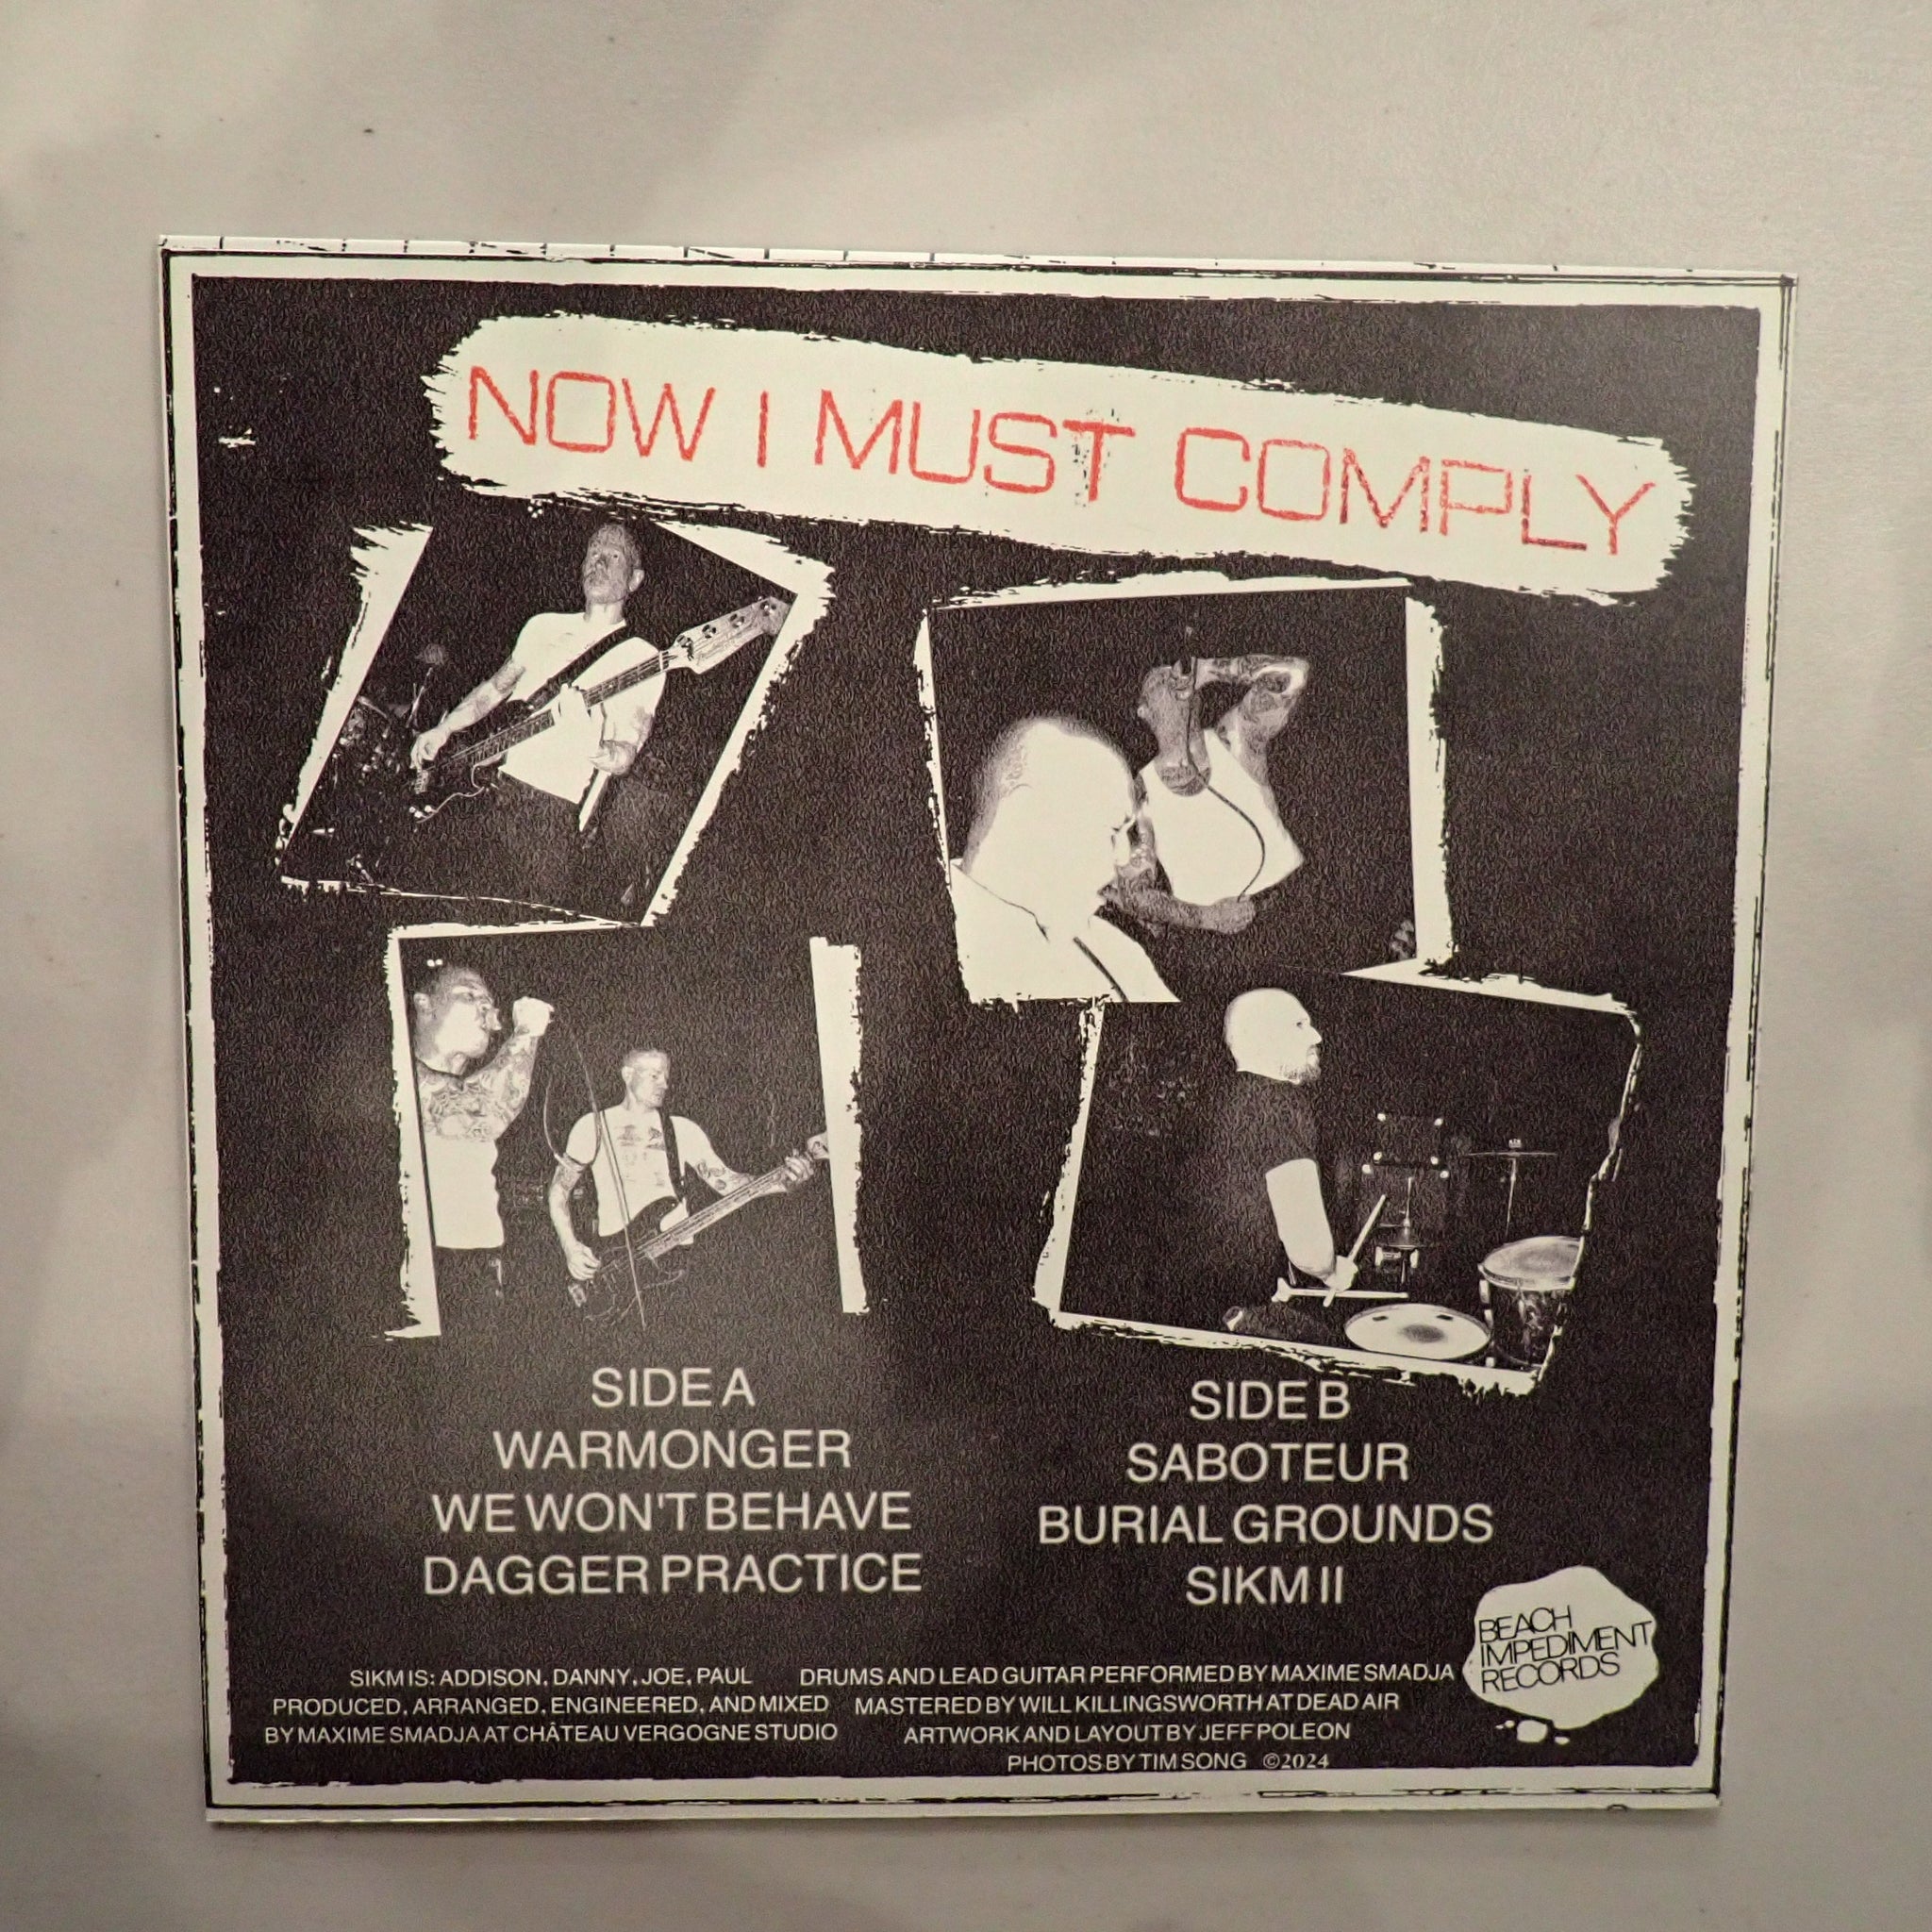 NOW I MUST COMPLY
SIDE A
WARMONGER
WE WON'T BEHAVE
DAGGER PRACTICE
SIDE B
SABOTEUR
BURIAL GROUNDS
SIKM II
BEACH
IMPEDIMENT
RECORDS
SIKM IS: ADDISON, DANNY, JOE, PAUL
PRODUCED, ARRANGED, ENGINEERED, AND MIXED
BY MAXIME SMADJA AT CHÂTEAU VERGOGNE STUDIO
DRUMS AND LEAD GUITAR PERFORMED BY MAXIME SMADJA
MASTERED BY WILL KILLINGSWORTH AT DEAD AIR
ARTWORK AND LAYOUT BY JEFF POLEON
PHOTOS BY TIM SONG ©2024